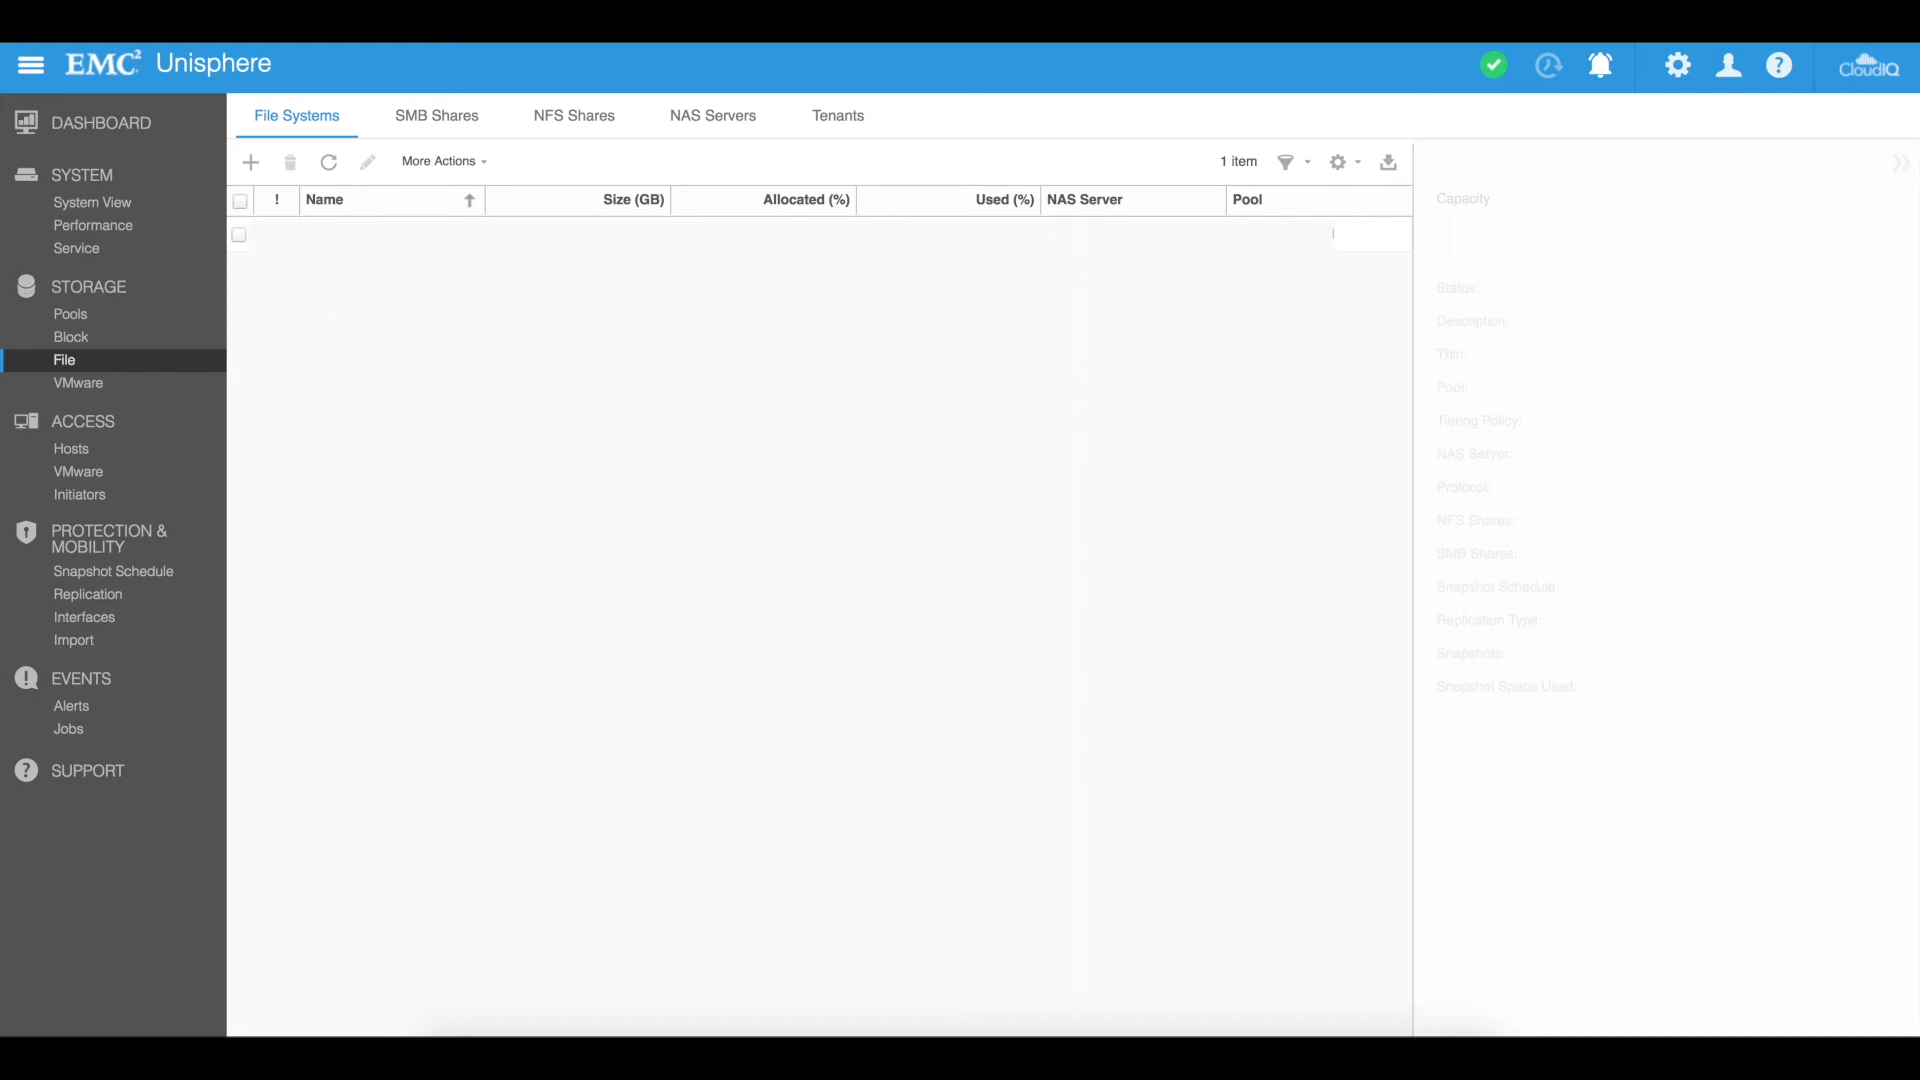 EMC² Unisphere
CloudIQ
DASHBOARD
SYSTEM
System View
Performance
Service
STORAGE
Pools
Block
File
VMware
ACCESS
Hosts
VMware
Initiators
PROTECTION &
MOBILITY
Snapshot Schedule
Replication
Interfaces
Import
EVENTS
Alerts
Jobs
SUPPORT
File Systems SMB Shares NFS Shares NAS Servers Tenants
More Actions 1 item
! Name Size (GB) Allocated (%) Used (%) NAS Server Pool
Capacity
Status:
Description:
Thin:
Pool:
Tiering Policy:
NAS Server:
Protocol:
NFS Shares:
SMB Shares:
Snapshot Schedule:
Replication Type:
Snapshots:
Snapshot Space Used: